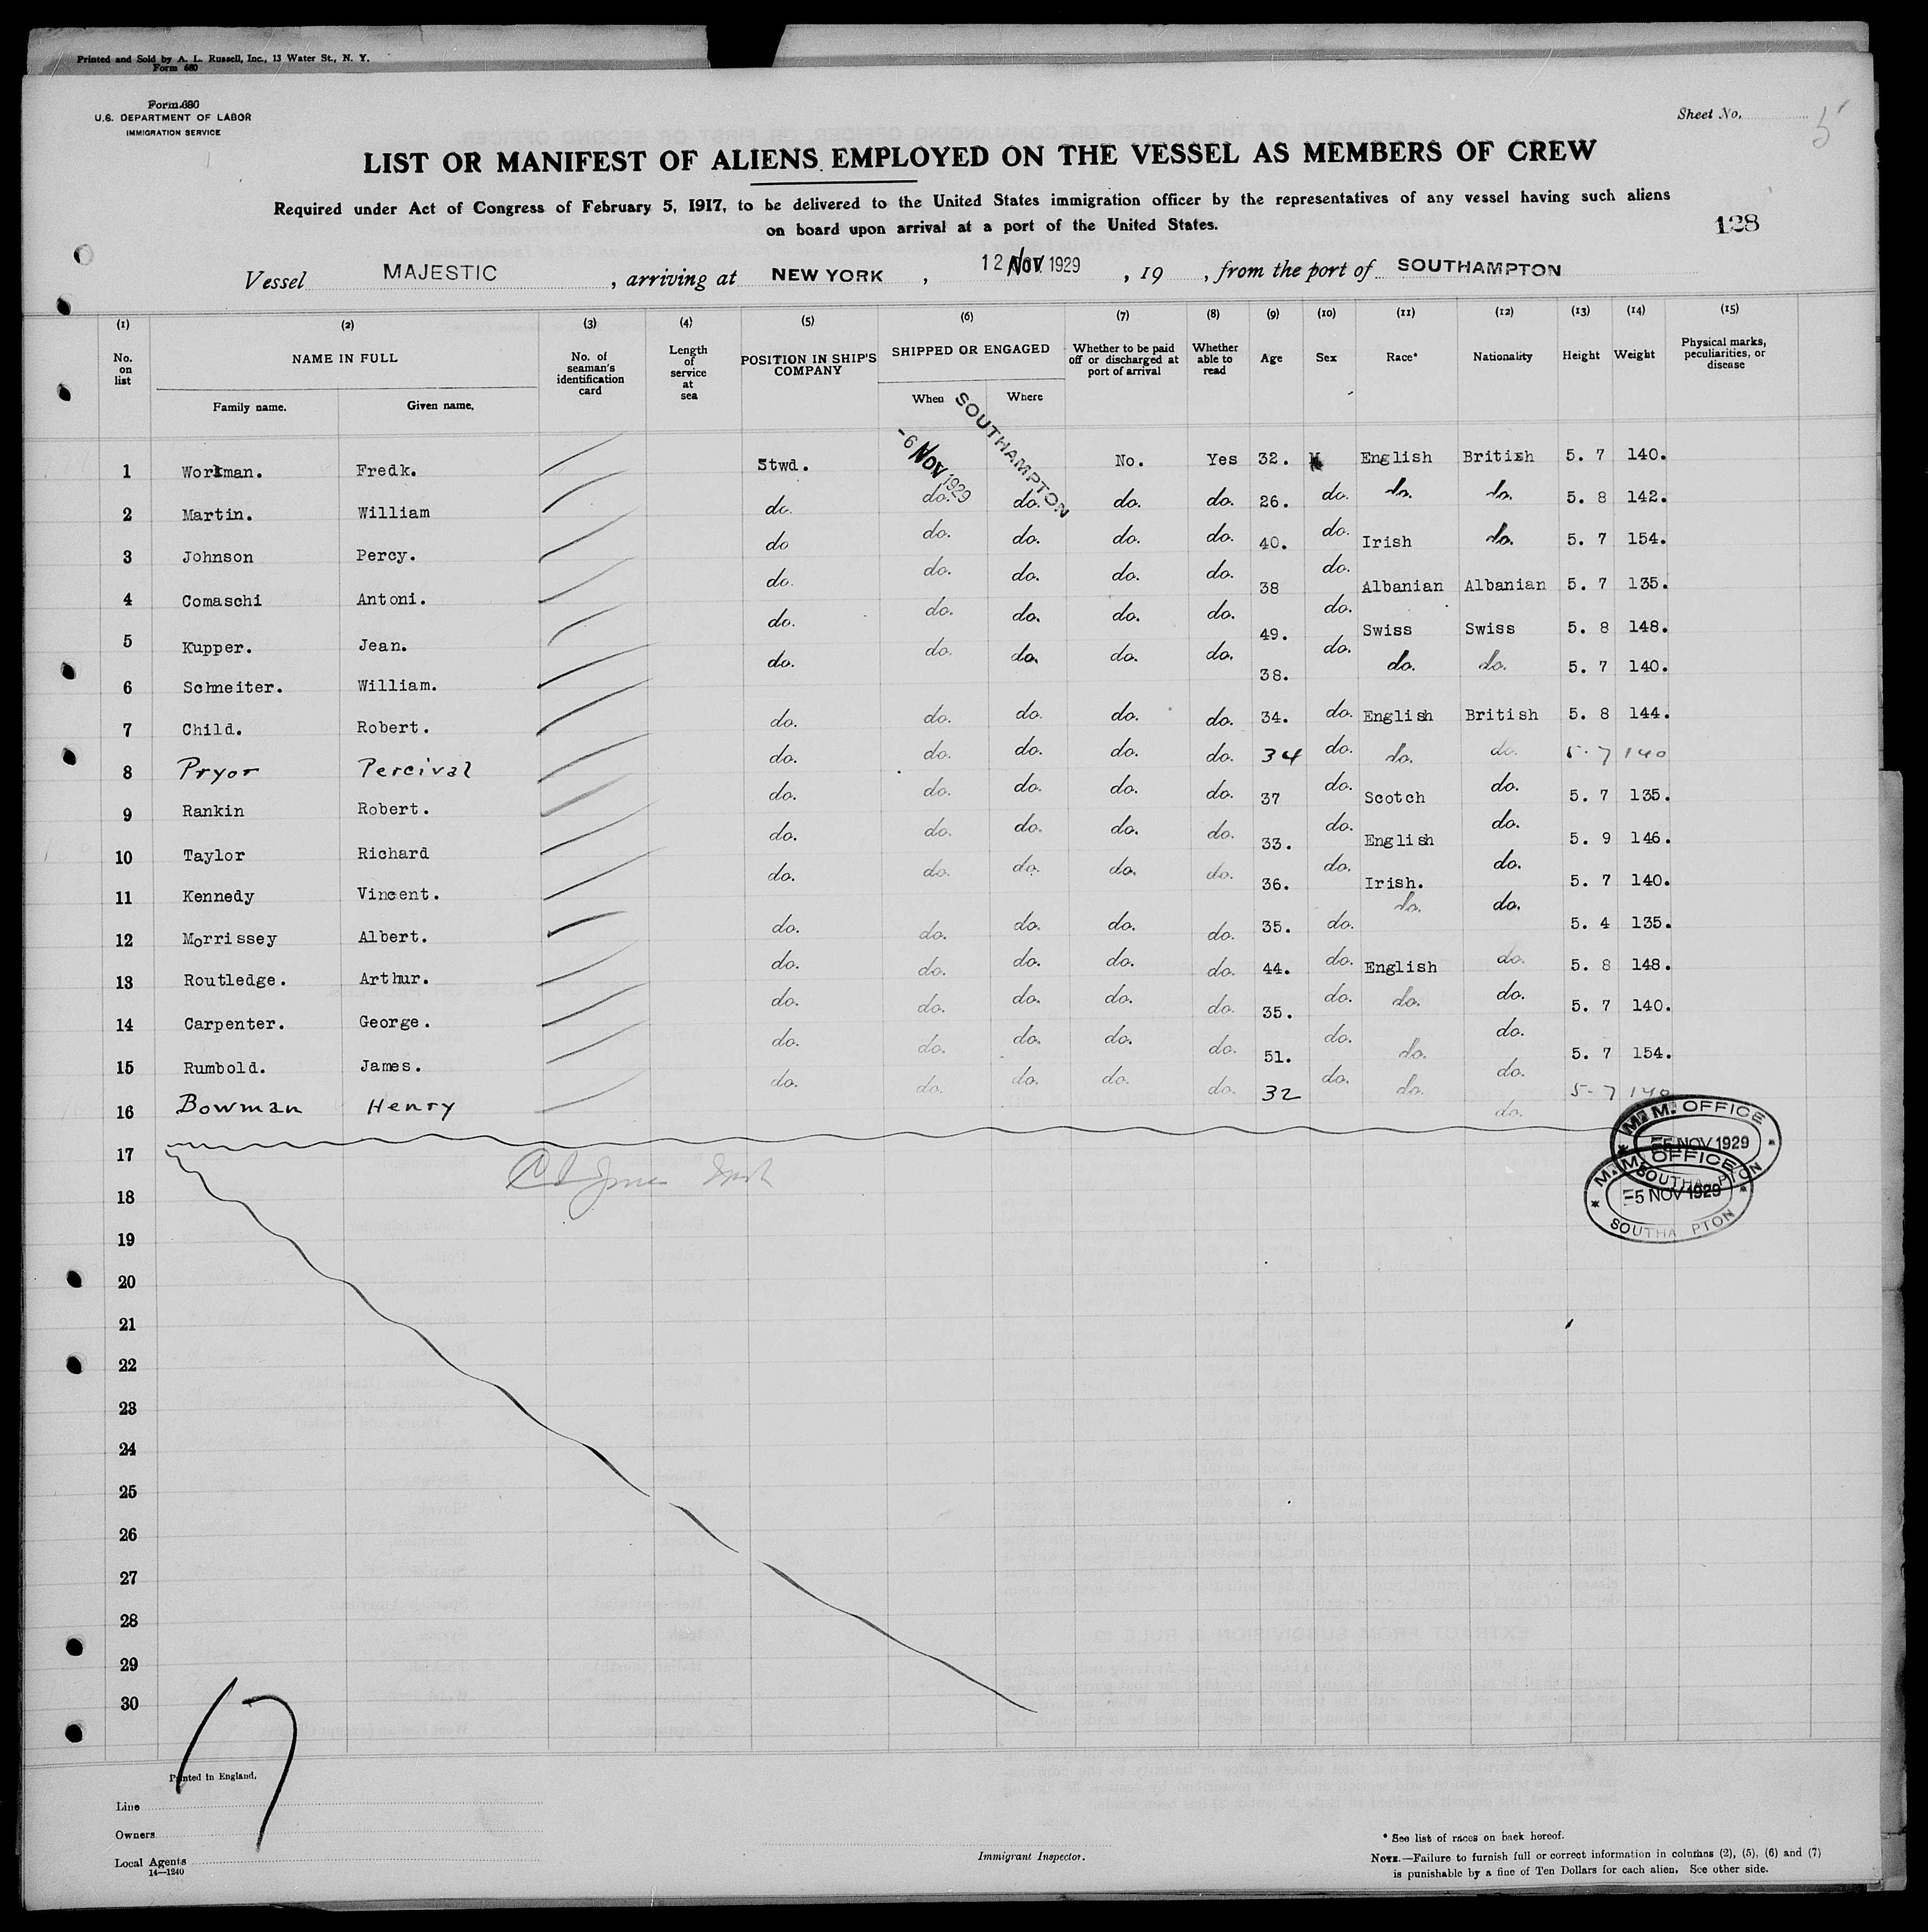 Printed and Sold by A. L. Russell, Inc., 13 Water St., N. Y.
Form 680
Form 680
U.S. DEPARTMENT OF LABOR
IMMIGRATION SERVICE
Sheet No. 5
LIST OR MANIFEST OF ALIENS EMPLOYED ON THE VESSEL AS MEMBERS OF CREW
Required under Act of Congress of February 5, 1917, to be delivered to the United States immigration officer by the representatives of any vessel having such aliens
on board upon arrival at a port of the United States.
128
Vessel MAJESTIC, arriving at NEW YORK, 12 NOV 1929, 19, from the port of SOUTHAMPTON
(1) (2) (3) (4) (5) (6) (7) (8) (9) (10) (11) (12) (13) (14) (15)
No. on list NAME IN FULL No. of seaman's identification card Length of service at sea POSITION IN SHIP'S COMPANY SHIPPED OR ENGAGED Whether to be paid off or discharged at port of arrival Whether able to read Age Sex Race* Nationality Height Weight Physical marks, peculiarities, or disease
Family name. Given name. When Where
-6 NOV 1929 SOUTHAMPTON
1 Workman. Fredk. Stwd. No. Yes 32. M English British 5. 7 140.
2 Martin. William do. do. do. do. do. 26. do. do. do. 5. 8 142.
3 Johnson Percy. do do. do. do. do. 40. do. Irish do. 5. 7 154.
4 Comaschi Antoni. do. do. do. do. do. 38 do. Albanian Albanian 5. 7 135.
5 Kupper. Jean. do. do. do. do. do. 49. do. Swiss Swiss 5. 8 148.
6 Schneiter. William. do. do. do. do. do. 38. do. do. do. 5. 7 140.
7 Child. Robert. do. do. do. do. do. 34. do. English British 5. 8 144.
8 Pryor Percival do. do. do. do. do. 34 do. do. do. 5-7 140
9 Rankin Robert. do. do. do. do. do. 37 do. Scotch do. 5. 7 135.
10 Taylor Richard do. do. do. do. do. 33. do. English do. 5. 9 146.
11 Kennedy Vincent. do. do. do. do. do. 36. do. Irish. do. 5. 7 140.
12 Morrissey Albert. do. do. do. do. do. 35. do. do. do. 5. 4 135.
13 Routledge. Arthur. do. do. do. do. do. 44. do. English do. 5. 8 148.
14 Carpenter. George. do. do. do. do. do. 35. do. do. do. 5. 7 140.
15 Rumbold. James. do. do. do. do. do. 51. do. do. do. 5. 7 154.
16 Bowman Henry do. do. do. do. do. 32 do. do. do. 5-7 140
M.M. OFFICE
5 NOV 1929
SOUTHA PTON
M.M. OFFICE
-5 NOV 1929
SOUTHA PTON
17
18
19
20
21
22
23
24
25
26
27
28
29
30
Printed in England.
Line
Owners
Local Agents
14—1240
Immigrant Inspector.
* See list of races on back hereof.
NOTE.—Failure to furnish full or correct information in columns (2), (5), (6) and (7)
is punishable by a fine of Ten Dollars for each alien. See other side.